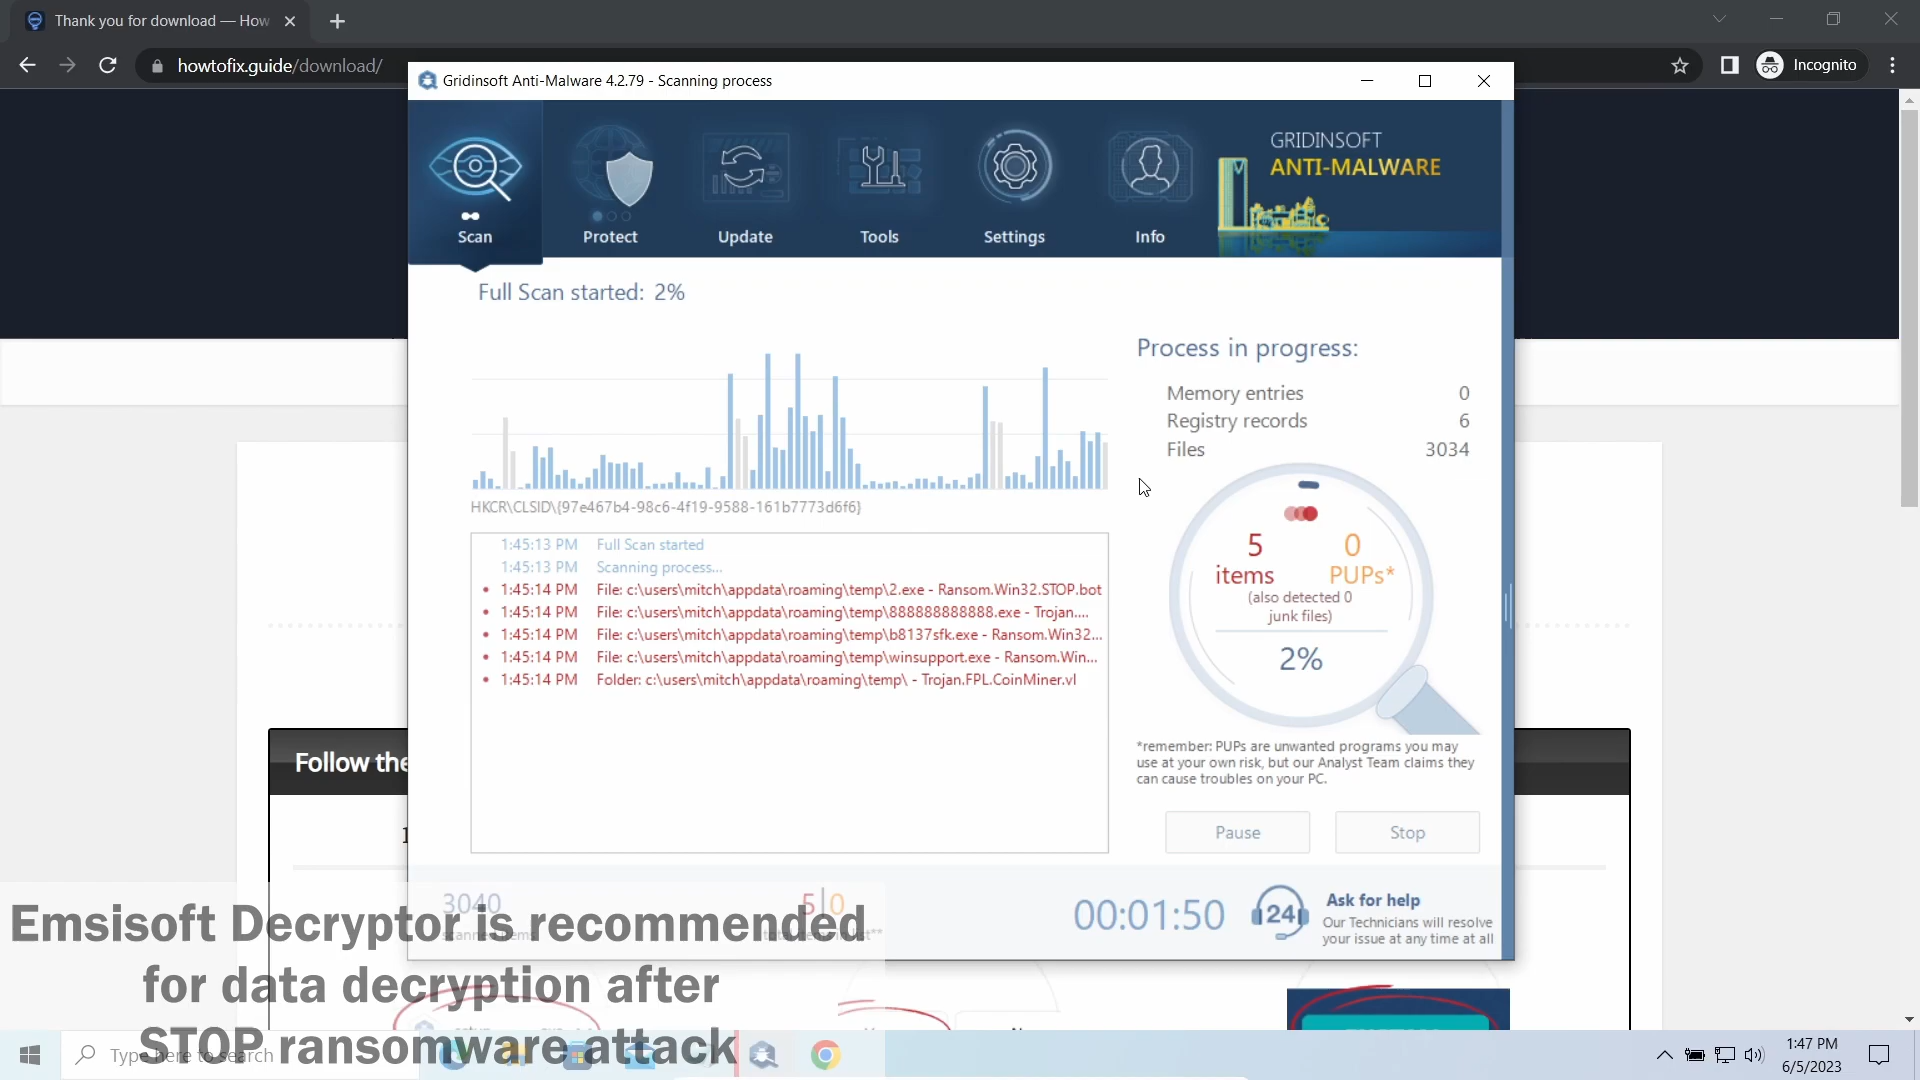 Thank you for download — How
howtofix.guide/download/
Incognito
Gridinsoft Anti-Malware 4.2.79 - Scanning process
Scan
Protect
Update
Tools
Settings
Info
GRIDINSOFT
ANTI-MALWARE
Full Scan started: 2%
Process in progress:
Memory entries 0
Registry records 6
Files 3034
HKCR\CLSID\{97e467b4-98c6-4f19-9588-161b7773d6f6}
1:45:13 PM Full Scan started
1:45:13 PM Scanning process...
1:45:14 PM File: c:\users\mitch\appdata\roaming\temp\2.exe - Ransom.Win32.STOP.bot
1:45:14 PM File: c:\users\mitch\appdata\roaming\temp\888888888888.exe - Trojan....
1:45:14 PM File: c:\users\mitch\appdata\roaming\temp\b8137sfk.exe - Ransom.Win32...
1:45:14 PM File: c:\users\mitch\appdata\roaming\temp\winsupport.exe - Ransom.Win...
1:45:14 PM Folder: c:\users\mitch\appdata\roaming\temp\ - Trojan.FPL.CoinMiner.vl
5 0
items PUPs*
(also detected 0
junk files)
2%
*remember: PUPs are unwanted programs you may
use at your own risk, but our Analyst Team claims they
can cause troubles on your PC.
Pause
Stop
Follow the
3040
scanned items
5|0
00:01:50
24
Ask for help
Our Technicians will resolve
your issue at any time at all
Emsisoft Decryptor is recommended
for data decryption after
STOP ransomware attack
Type here to search
1:47 PM
6/5/2023